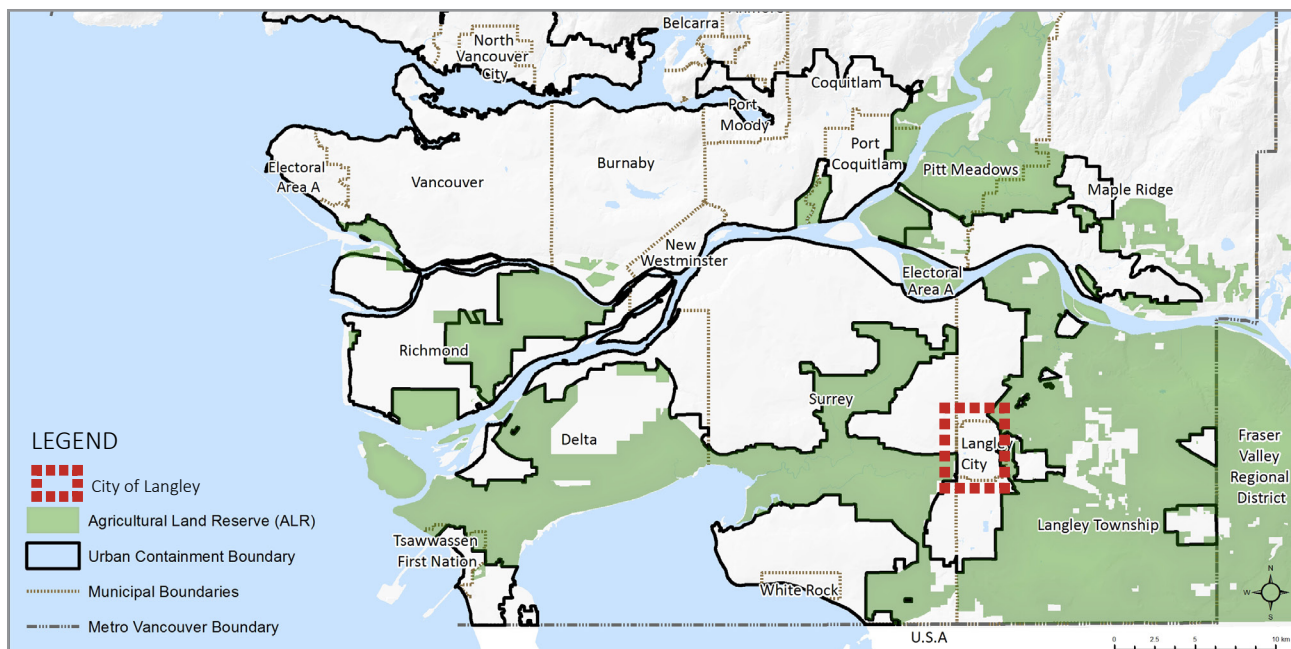 Belcarra
Anmore
North
Vancouver
City
Coquitlam
Port
Moody
Port
Coquitlam
Electoral
Area A
Vancouver
Burnaby
Pitt Meadows
Maple Ridge
New
Westminster
Electoral
Area A
Richmond
Surrey
Delta
Langley
City
Fraser
Valley
Regional
District
Langley Township
Tsawwassen
First Nation
White Rock
U.S.A
LEGEND
City of Langley
Agricultural Land Reserve (ALR)
Urban Containment Boundary
Municipal Boundaries
Metro Vancouver Boundary
N
W
E
S
0 2.5 5 10 km